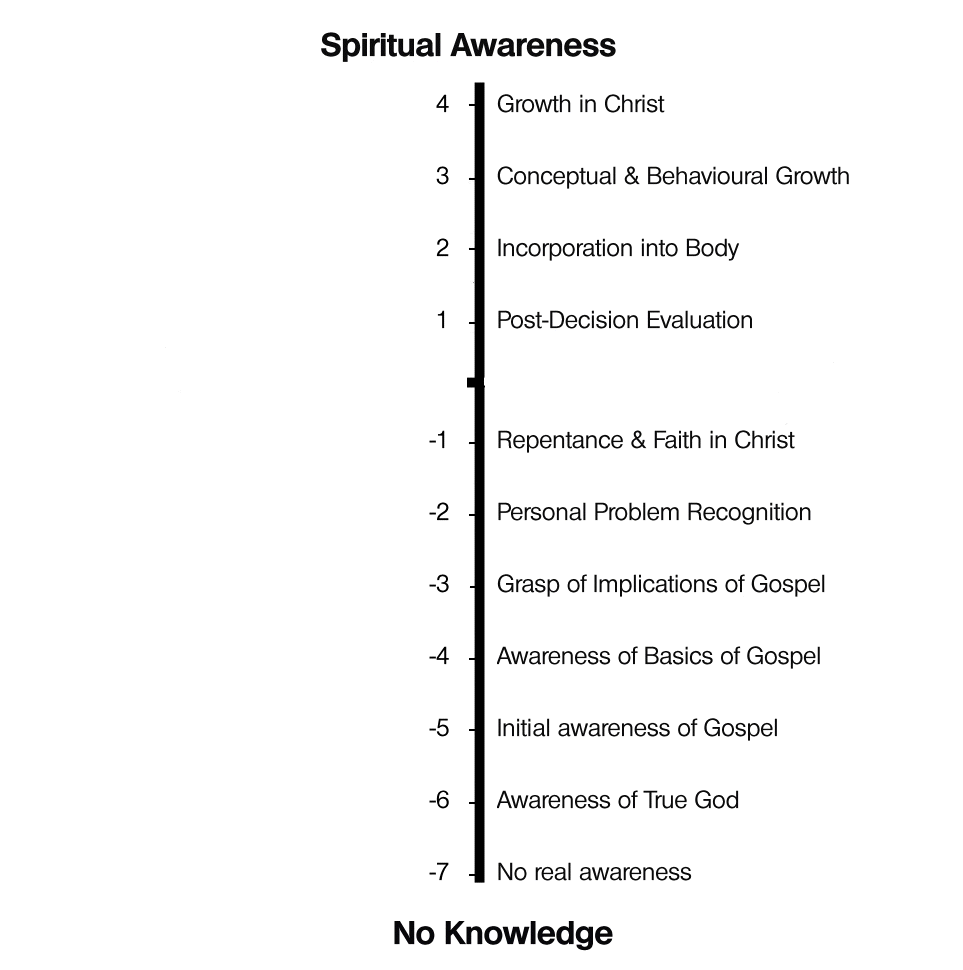 Spiritual Awareness
4 Growth in Christ
3 Conceptual & Behavioural Growth
2 Incorporation into Body
1 Post-Decision Evaluation
-1 Repentance & Faith in Christ
-2 Personal Problem Recognition
-3 Grasp of Implications of Gospel
-4 Awareness of Basics of Gospel
-5 Initial awareness of Gospel
-6 Awareness of True God
-7 No real awareness
No Knowledge